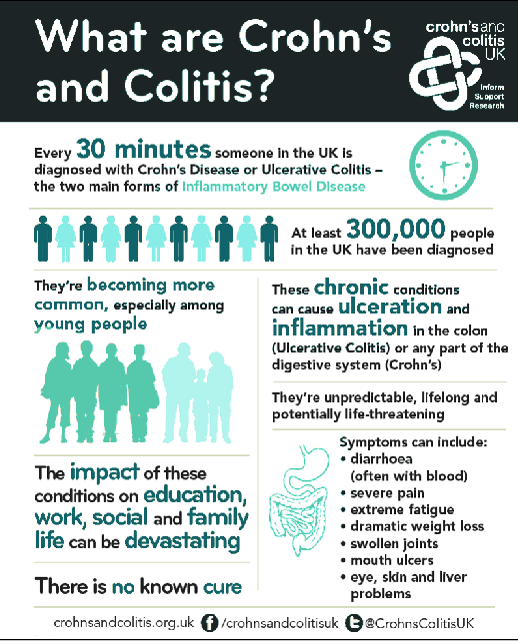 What are Crohn's
and Colitis?
crohn'sand
colitis
UK
Inform
Support
Research
Every 30 minutes someone in the UK is
diagnosed with Crohn's Disease or Ulcerative Colitis –
the two main forms of Inflammatory Bowel Disease
At least 300,000 people
in the UK have been diagnosed
They're becoming more
common, especially among
young people
The impact of these
conditions on education,
work, social and family
life can be devastating
There is no known cure
These chronic conditions
can cause ulceration and
inflammation in the colon
(Ulcerative Colitis) or any part of the
digestive system (Crohn's)
They're unpredictable, lifelong and
potentially life-threatening
Symptoms can include:
• diarrhoea
(often with blood)
• severe pain
• extreme fatigue
• dramatic weight loss
• swollen joints
• mouth ulcers
• eye, skin and liver
problems
crohnsandcolitis.org.uk f /crohnsandcolitisuk t @CrohnsColitisUK